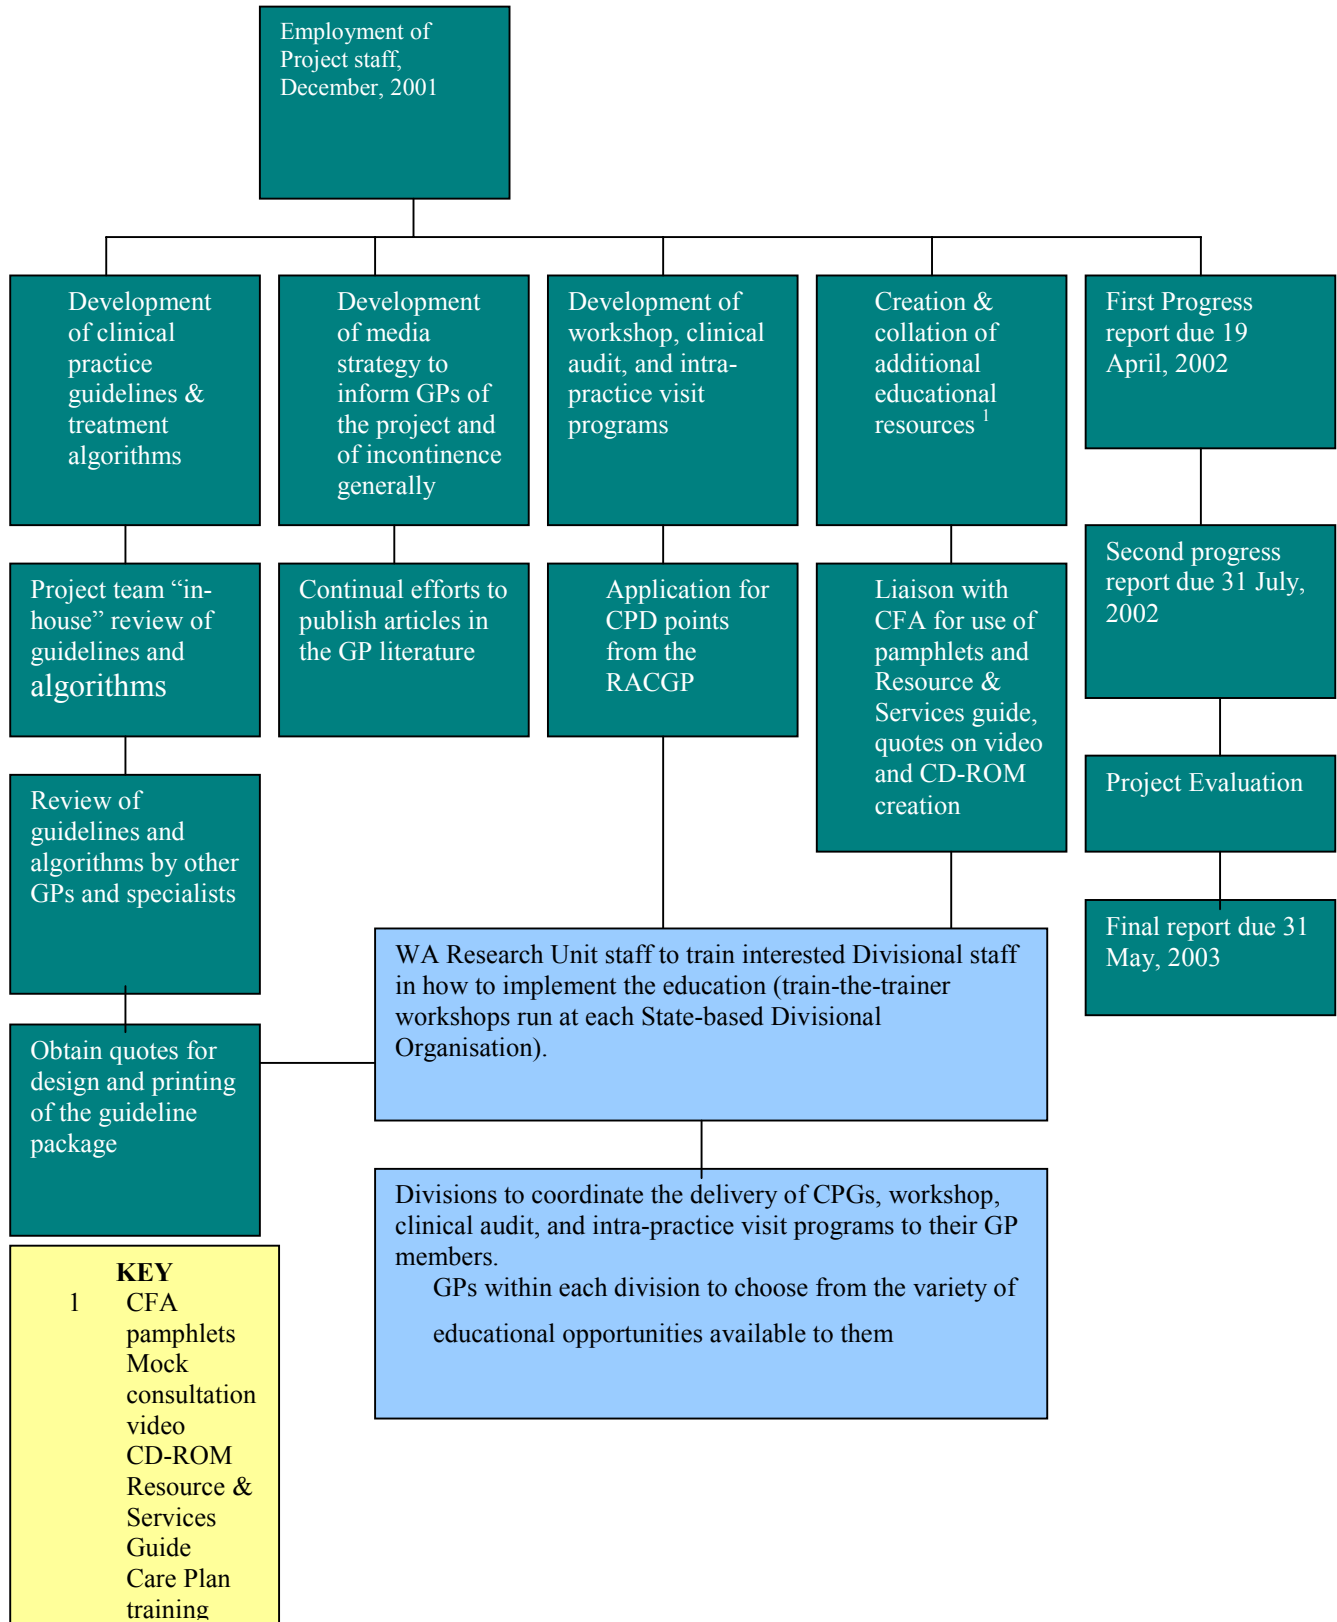 Employment of
Project staff,
December, 2001
Development
of clinical
practice
guidelines &
treatment
algorithms
Development
of media
strategy to
inform GPs of
the project and
of incontinence
generally
Development of
workshop, clinical
audit, and intra-
practice visit
programs
Creation &
collation of
additional
educational
resources 1
First Progress
report due 19
April, 2002
Project team “in-
house” review of
guidelines and
algorithms
Continual efforts to
publish articles in
the GP literature
Application for
CPD points
from the
RACGP
Liaison with
CFA for use of
pamphlets and
Resource &
Services guide,
quotes on video
and CD-ROM
creation
Second progress
report due 31 July,
2002
Project Evaluation
Review of
guidelines and
algorithms by other
GPs and specialists
Final report due 31
May, 2003
WA Research Unit staff to train interested Divisional staff
in how to implement the education (train-the-trainer
workshops run at each State-based Divisional
Organisation).
Obtain quotes for
design and printing
of the guideline
package
Divisions to coordinate the delivery of CPGs, workshop,
clinical audit, and intra-practice visit programs to their GP
members.
GPs within each division to choose from the variety of
educational opportunities available to them
KEY
1 CFA
pamphlets
Mock
consultation
video
CD-ROM
Resource &
Services
Guide
Care Plan
training